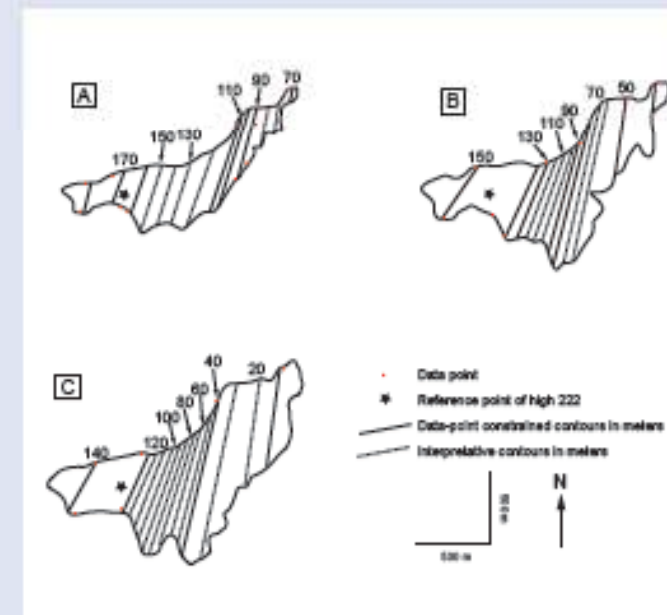 A
110 90 70
150 130
170
B
70 50
90
110
130
150
C
40
20
60
80
100
120
140
Data point
Reference point of high 222
Data-point constrained contours in meters
Interpretative contours in meters
N
500 m